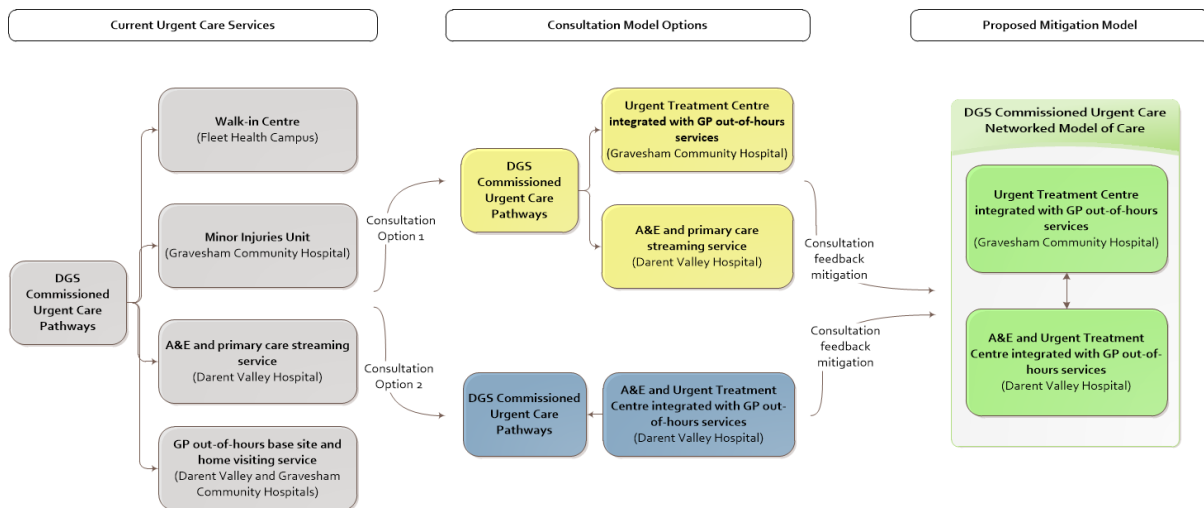 Current Urgent Care Services
Consultation Model Options
Proposed Mitigation Model
DGS
Commissioned
Urgent Care
Pathways
Walk-in Centre
(Fleet Health Campus)
Minor Injuries Unit
(Gravesham Community Hospital)
A&E and primary care streaming
service
(Darent Valley Hospital)
GP out-of-hours base site and
home visiting service
(Darent Valley and Gravesham
Community Hospitals)
Consultation
Option 1
Consultation
Option 2
DGS
Commissioned
Urgent Care
Pathways
Urgent Treatment Centre
integrated with GP out-of-hours
services
(Gravesham Community Hospital)
A&E and primary care
streaming service
(Darent Valley Hospital)
DGS Commissioned
Urgent Care
Pathways
A&E and Urgent Treatment
Centre integrated with GP out-
of-hours services
(Darent Valley Hospital)
Consultation
feedback
mitigation
Consultation
feedback
mitigation
DGS Commissioned Urgent Care
Networked Model of Care
Urgent Treatment Centre
integrated with GP out-of-hours
services
(Gravesham Community Hospital)
A&E and Urgent Treatment
Centre integrated with GP out-of-
hours services
(Darent Valley Hospital)